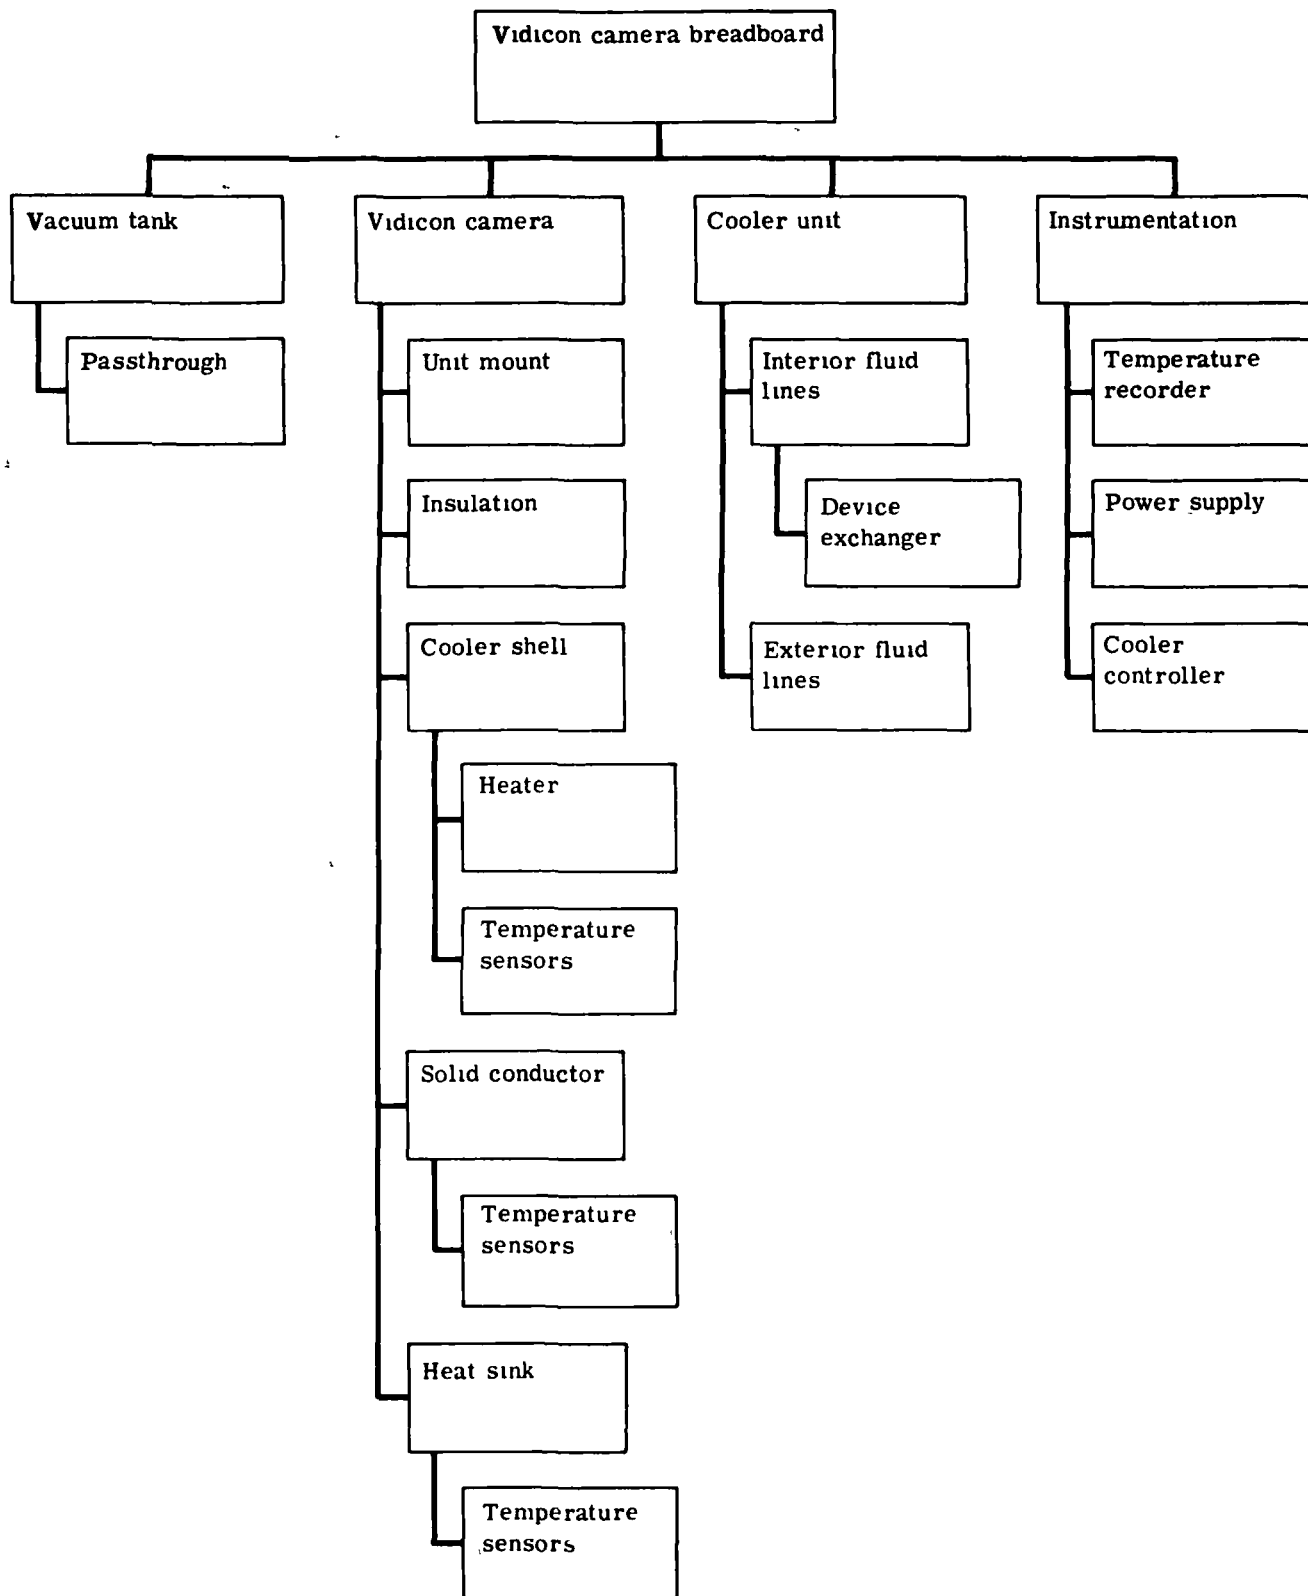 Vidicon camera breadboard
Vacuum tank
Passthrough
Vidicon camera
Unit mount
Insulation
Cooler shell
Heater
Temperature
sensors
Solid conductor
Temperature
sensors
Heat sink
Temperature
sensors
Cooler unit
Interior fluid
lines
Device
exchanger
Exterior fluid
lines
Instrumentation
Temperature
recorder
Power supply
Cooler
controller